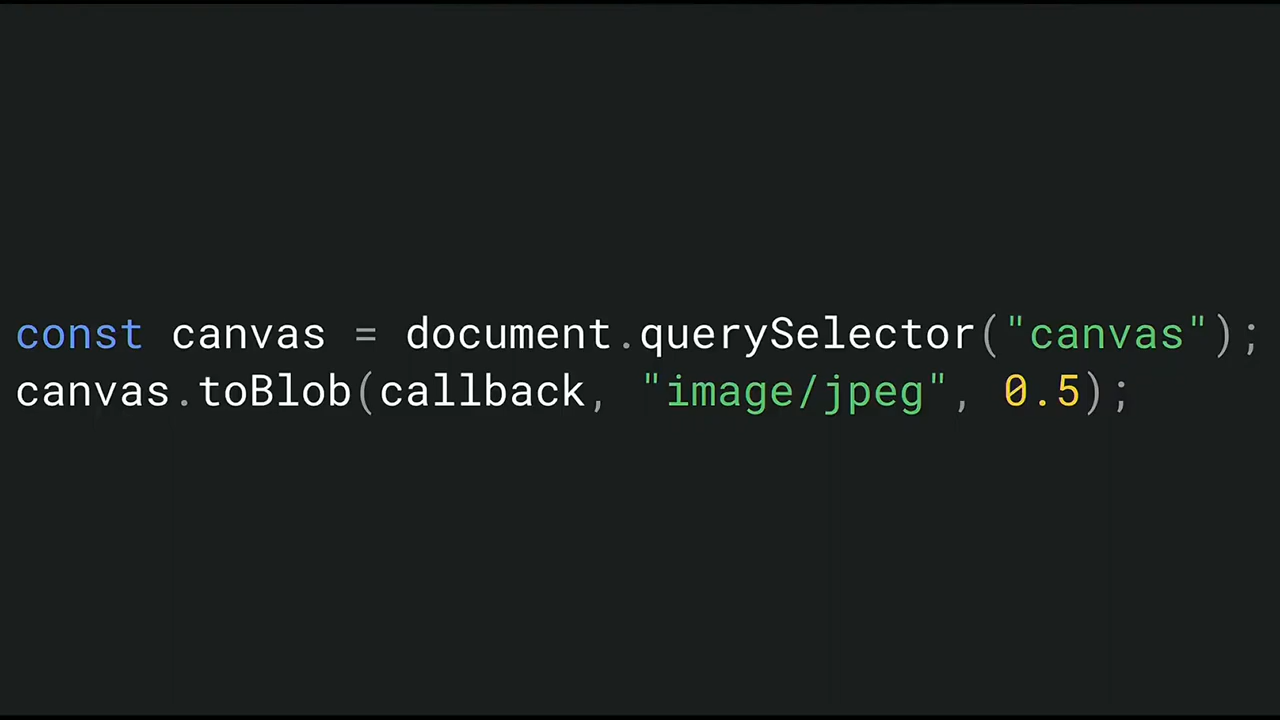 const canvas = document.querySelector("canvas");
canvas.toBlob(callback, "image/jpeg", 0.5);